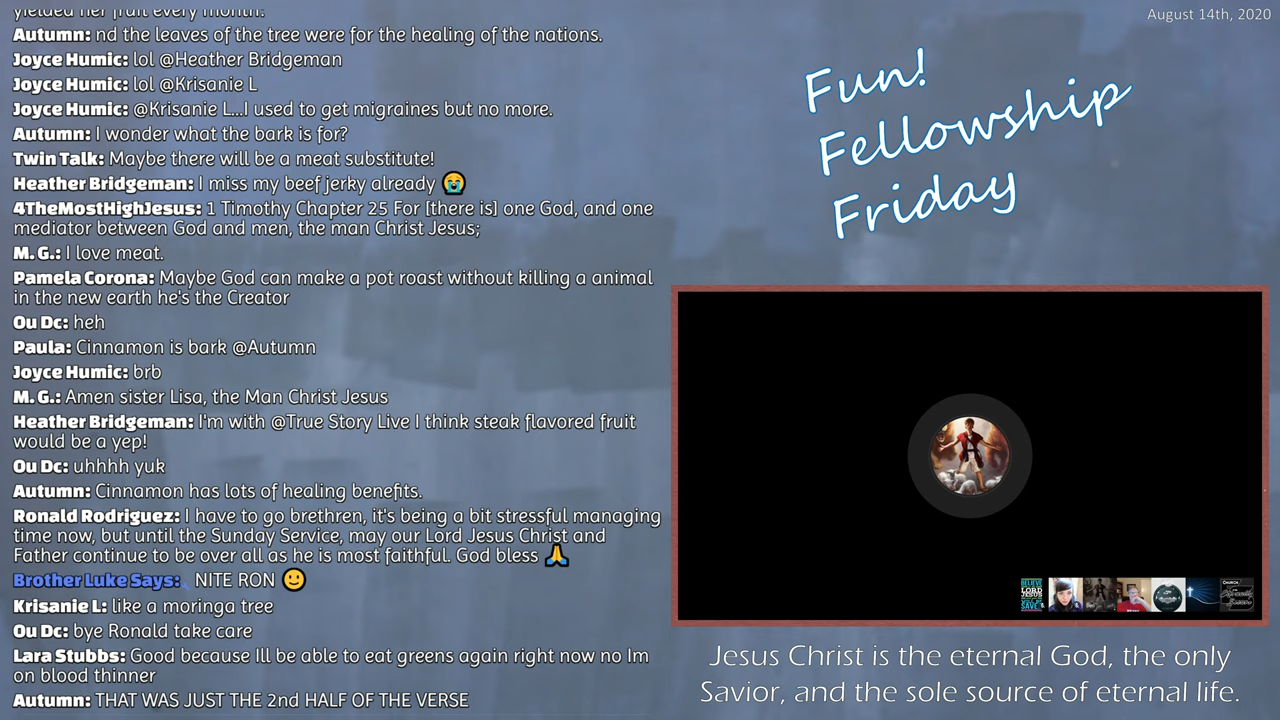 yielded her fruit every month:
Autumn: nd the leaves of the tree were for the healing of the nations.
Joyce Humic: lol @Heather Bridgeman
Joyce Humic: lol @Krisanie L
Joyce Humic: @Krisanie L...I used to get migraines but no more.
Autumn: I wonder what the bark is for?
Twin Talk: Maybe there will be a meat substitute!
Heather Bridgeman: I miss my beef jerky already 😭
4TheMostHighJesus: 1 Timothy Chapter 25 For [there is] one God, and one
mediator between God and men, the man Christ Jesus;
M. G.: I love meat.
Pamela Corona: Maybe God can make a pot roast without killing a animal
in the new earth he's the Creator
Ou Dc: heh
Paula: Cinnamon is bark @Autumn
Joyce Humic: brb
M. G.: Amen sister Lisa, the Man Christ Jesus
Heather Bridgeman: I'm with @True Story Live I think steak flavored fruit
would be a yep!
Ou Dc: uhhhh yuk
Autumn: Cinnamon has lots of healing benefits.
Ronald Rodriguez: I have to go brethren, it's being a bit stressful managing
time now, but until the Sunday Service, may our Lord Jesus Christ and
Father continue to be over all as he is most faithful. God bless 🙏
Brother Luke Says: NITE RON 🙂
Krisanie L: like a moringa tree
Ou Dc: bye Ronald take care
Lara Stubbs: Good because Ill be able to eat greens again right now no Im
on blood thinner
Autumn: THAT WAS JUST THE 2nd HALF OF THE VERSE
August 14th, 2020
Fun!
Fellowship
Friday
BELIEVE
LORD
JESUS
SAVE
CHURCH
Jesus Christ is the eternal God, the only
Savior, and the sole source of eternal life.